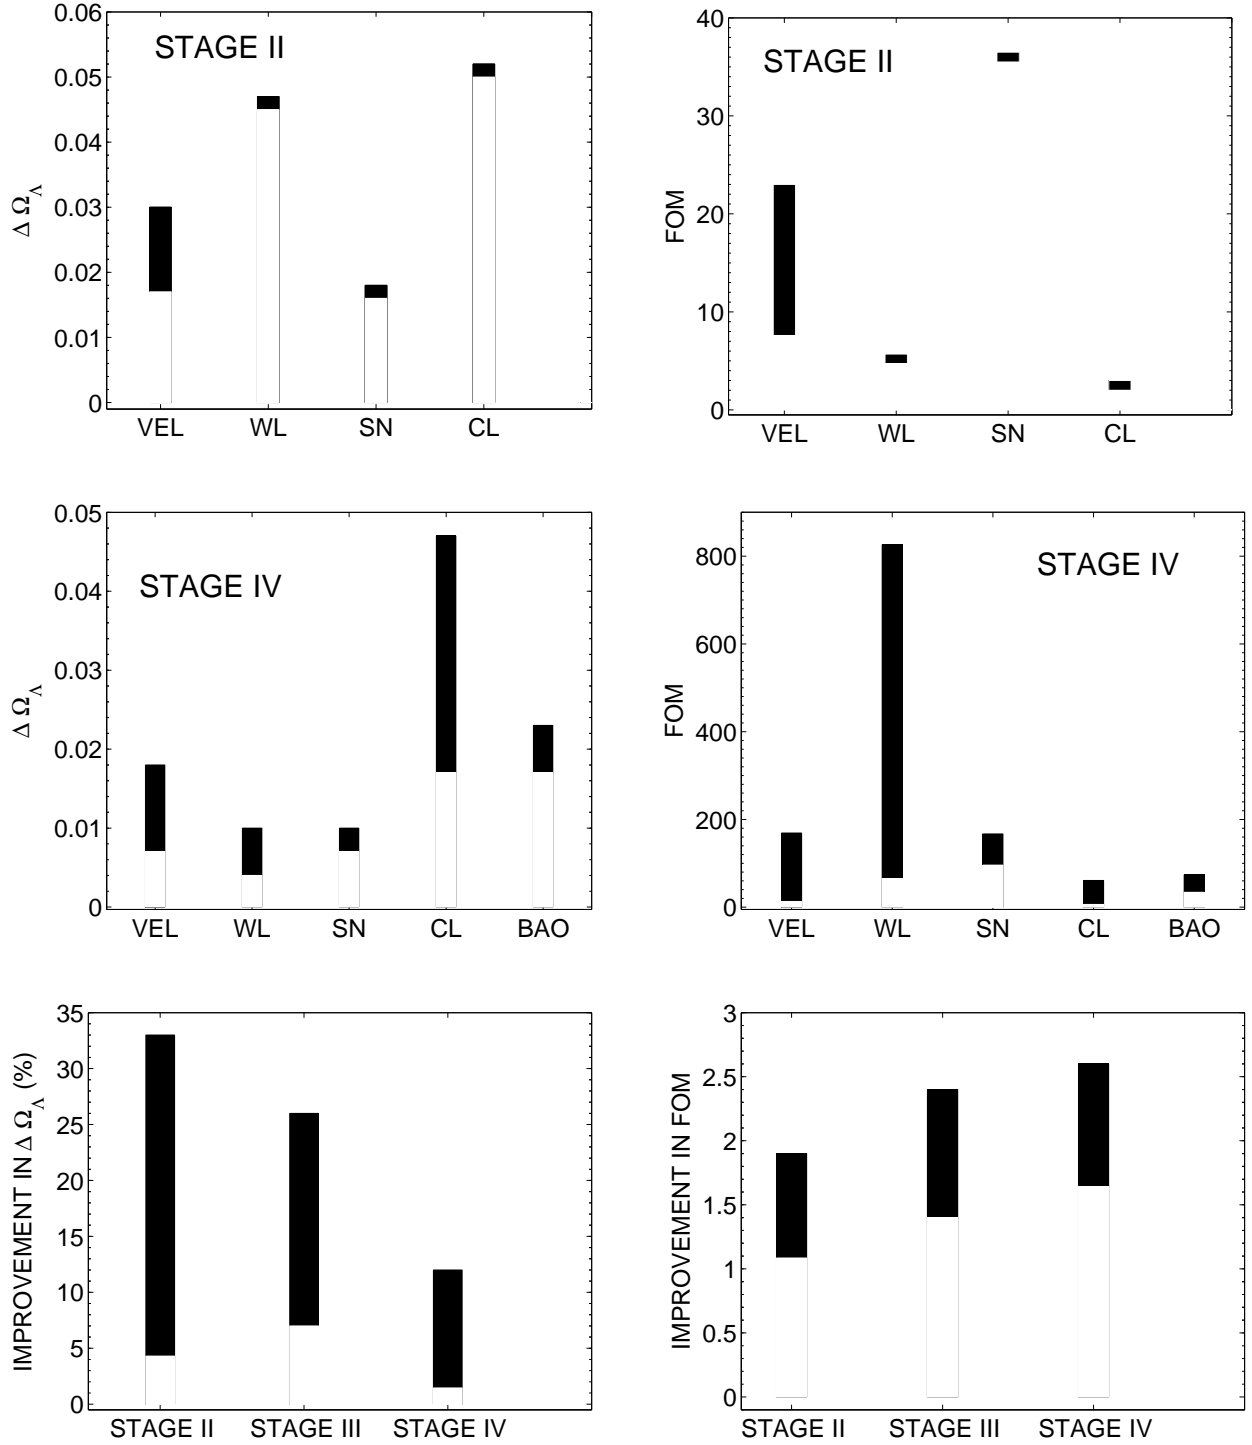 STAGE II
0.06
0.05
0.04
0.03
0.02
0.01
0
Δ Ω_Λ
VEL WL SN CL
STAGE II
40
30
20
10
0
FOM
VEL WL SN CL
STAGE IV
0.05
0.04
0.03
0.02
0.01
0
Δ Ω_Λ
VEL WL SN CL BAO
STAGE IV
800
600
400
200
0
FOM
VEL WL SN CL BAO
35
30
25
20
15
10
5
0
IMPROVEMENT IN Δ Ω_Λ (%)
STAGE II STAGE III STAGE IV
3
2.5
2
1.5
1
0.5
0
IMPROVEMENT IN FOM
STAGE II STAGE III STAGE IV